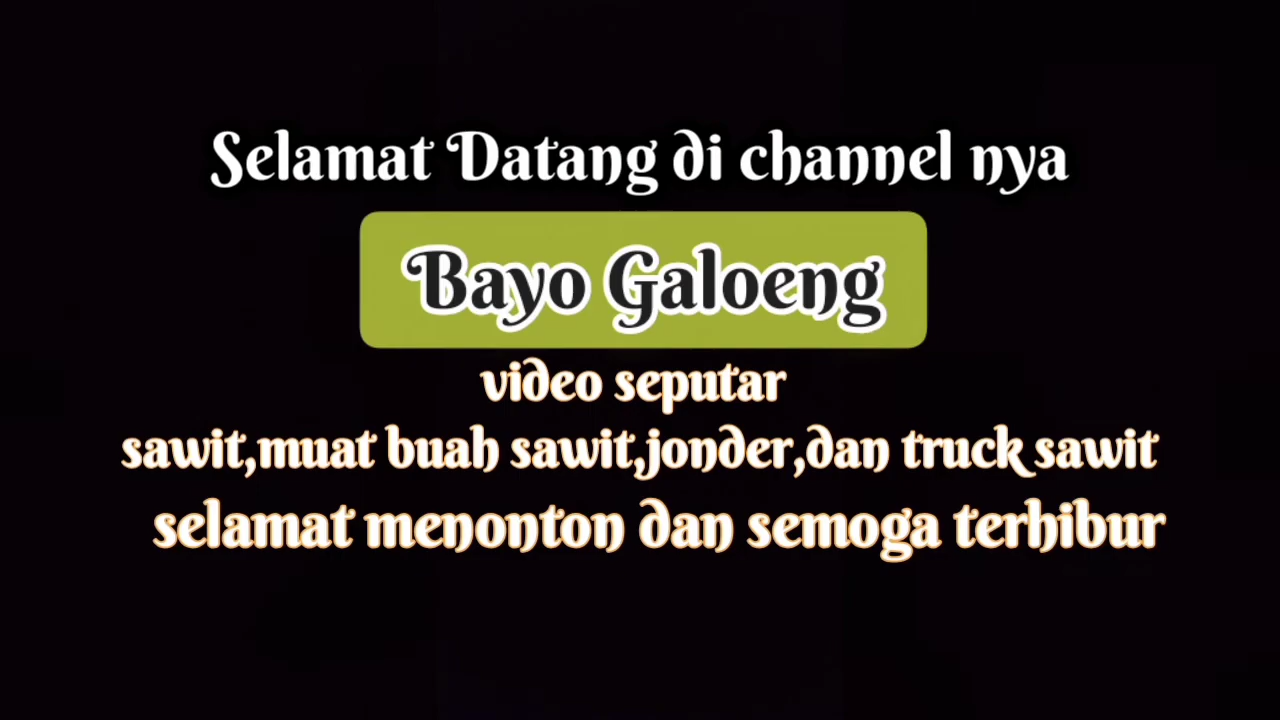 Selamat Datang di channel nya
Bayo Galoeng
video seputar
sawit,muat buah sawit,jonder,dan truck sawit
selamat menonton dan semoga terhibur